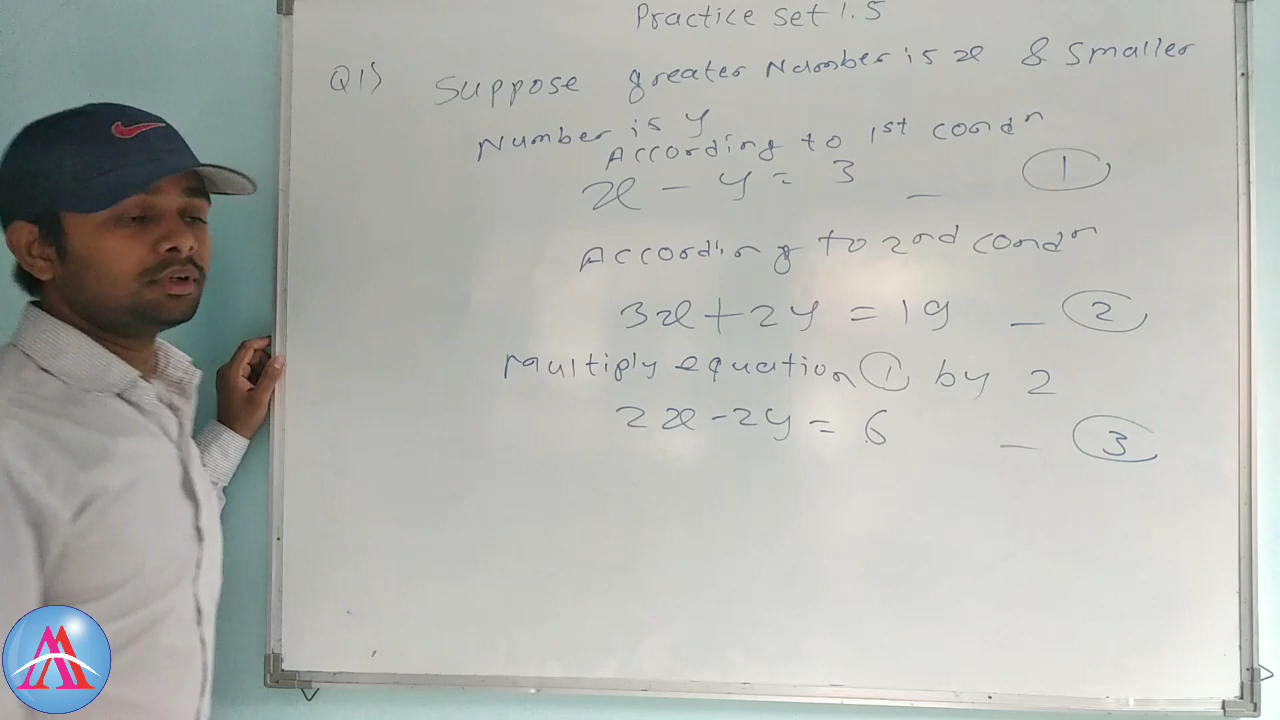 Practice set 1.5
Q1) Suppose greater Number is x & Smaller
Number is y
According to 1st condn
x - y = 3 — 1
According to 2nd condn
3x + 2y = 19 — 2
Multiply equation 1 by 2
2x - 2y = 6 — 3